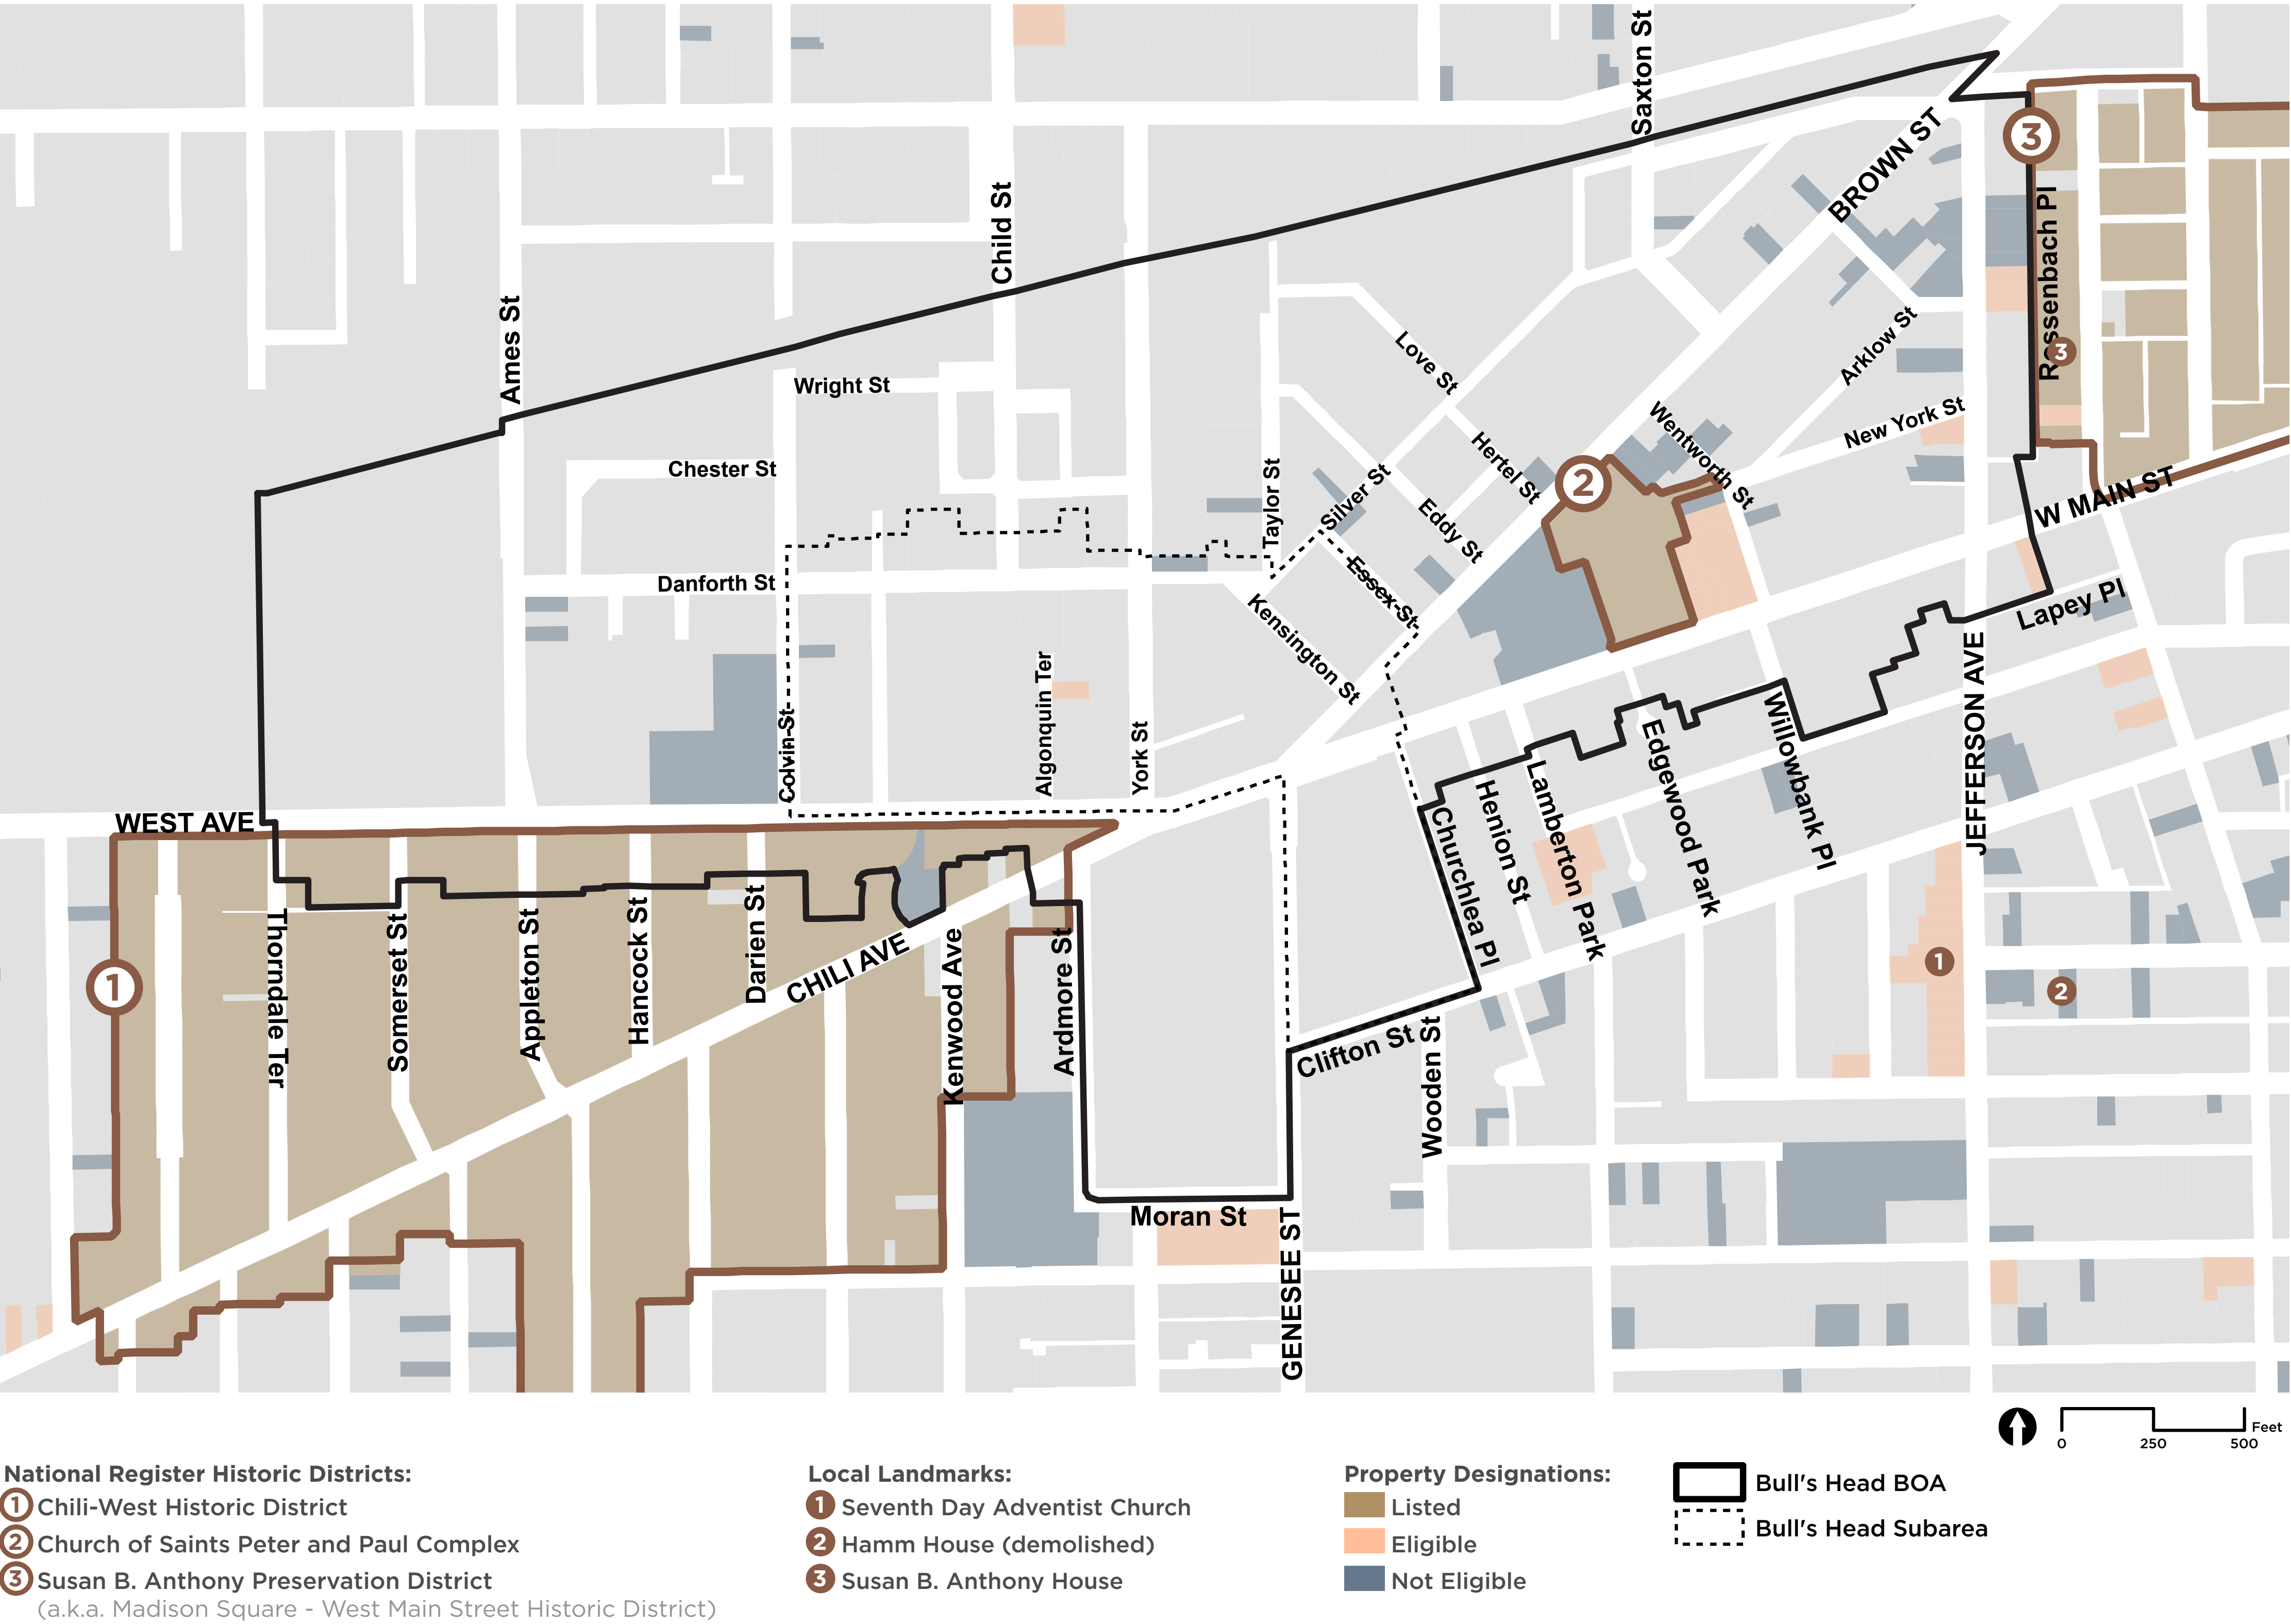 Saxton St
BROWN ST
3
Child St
Rossenbach Pl
Ames St
Love St
Arklow St
3
Wright St
New York St
Wentworth St
Chester St
Hertel St
2
Taylor St
Silver St
Eddy St
W MAIN ST
Danforth St
Essex St
Kensington St
Lapey Pl
Algonquin Ter
Colvin St
York St
JEFFERSON AVE
Willowbank Pl
Edgewood Park
Lamberton Park
Henion St
Churchlea Pl
WEST AVE
1
Thorndale Ter
Somerset St
Appleton St
Hancock St
Darien St
CHILI AVE
Kenwood Ave
Ardmore St
1
2
Clifton St
Wooden St
Moran St
GENESEE ST
Feet
0 250 500
National Register Historic Districts:
1 Chili-West Historic District
2 Church of Saints Peter and Paul Complex
3 Susan B. Anthony Preservation District
(a.k.a. Madison Square - West Main Street Historic District)
Local Landmarks:
1 Seventh Day Adventist Church
2 Hamm House (demolished)
3 Susan B. Anthony House
Property Designations:
Listed
Eligible
Not Eligible
Bull's Head BOA
Bull's Head Subarea